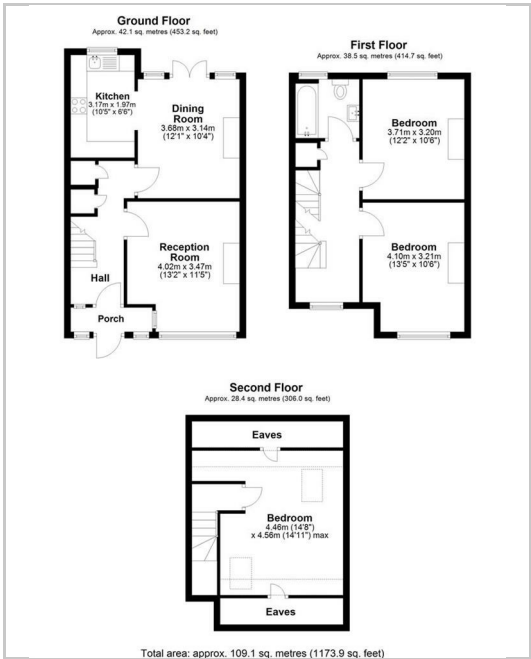 Ground Floor
Approx. 42.1 sq. metres (453.2 sq. feet)
Kitchen
3.17m x 1.97m
(10'5" x 6'6")
Dining
Room
3.68m x 3.14m
(12'1" x 10'4")
Reception
Room
4.02m x 3.47m
(13'2" x 11'5")
Hall
Porch
First Floor
Approx. 38.5 sq. metres (414.7 sq. feet)
Bedroom
3.71m x 3.20m
(12'2" x 10'6")
Bedroom
4.10m x 3.21m
(13'5" x 10'6")
Second Floor
Approx. 28.4 sq. metres (306.0 sq. feet)
Eaves
Bedroom
4.46m (14'8")
x 4.56m (14'11") max
Eaves
Total area: approx. 109.1 sq. metres (1173.9 sq. feet)